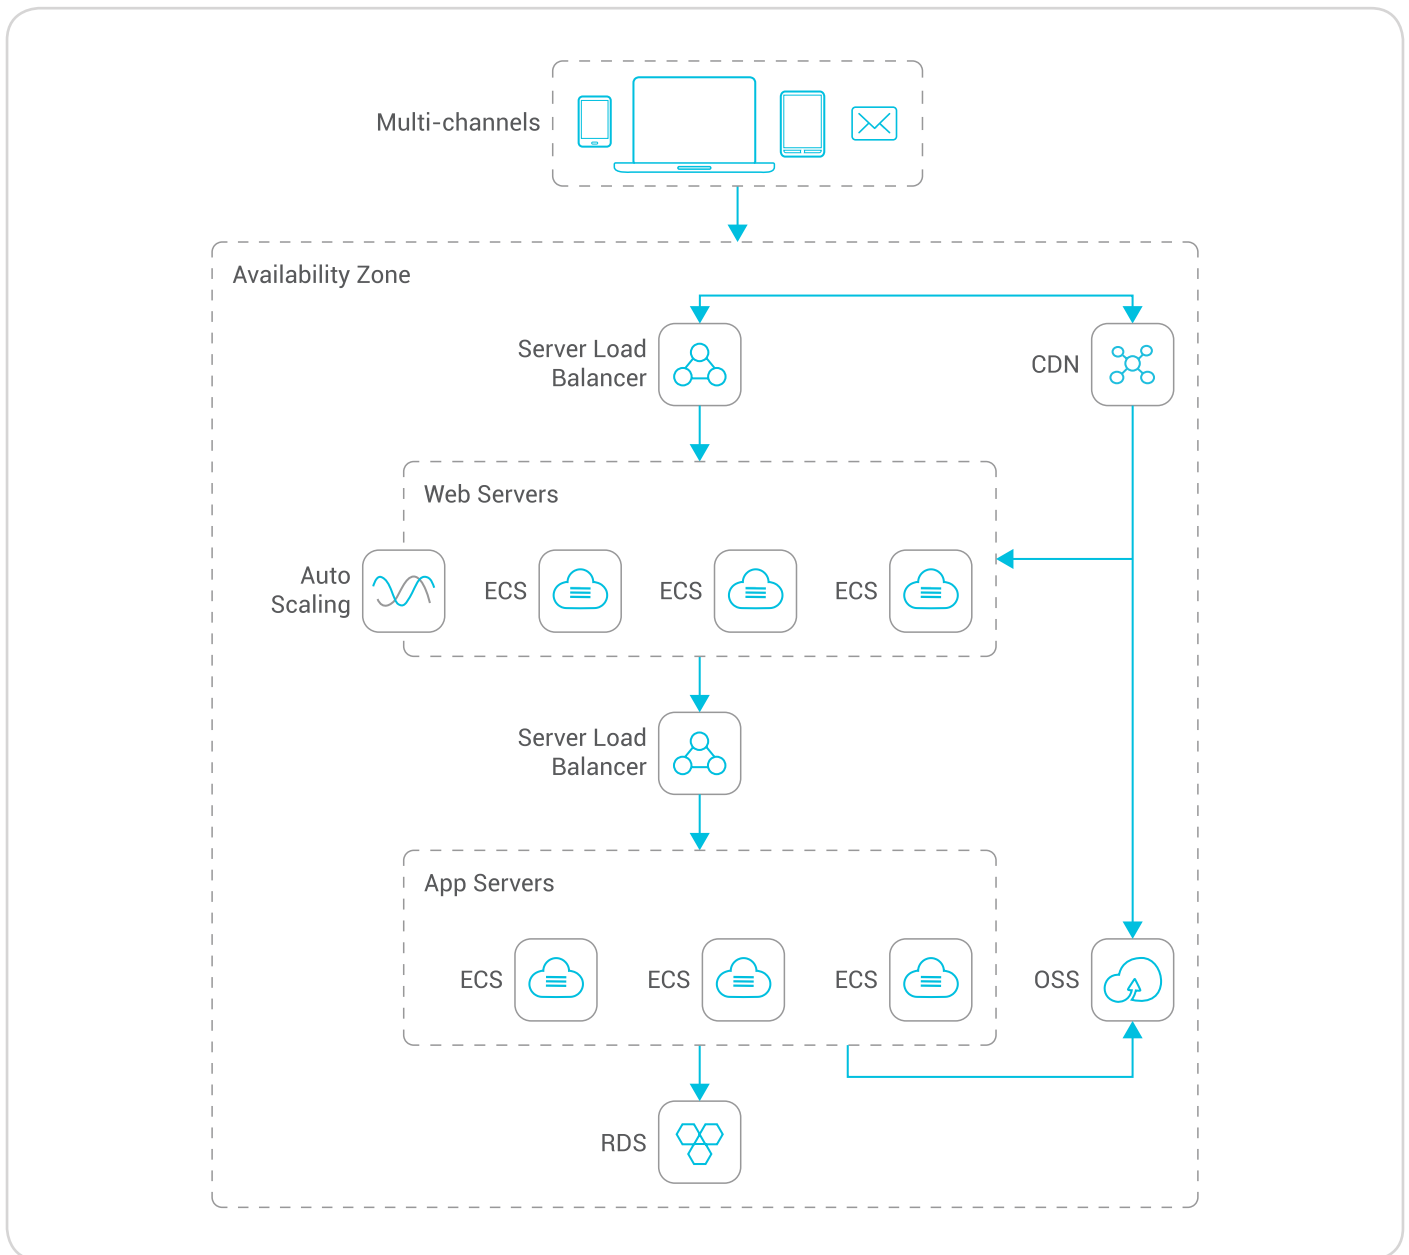 Multi-channels
Availability Zone
Server Load
Balancer
CDN
Web Servers
Auto
Scaling
ECS
ECS
ECS
Server Load
Balancer
App Servers
ECS
ECS
ECS
OSS
RDS